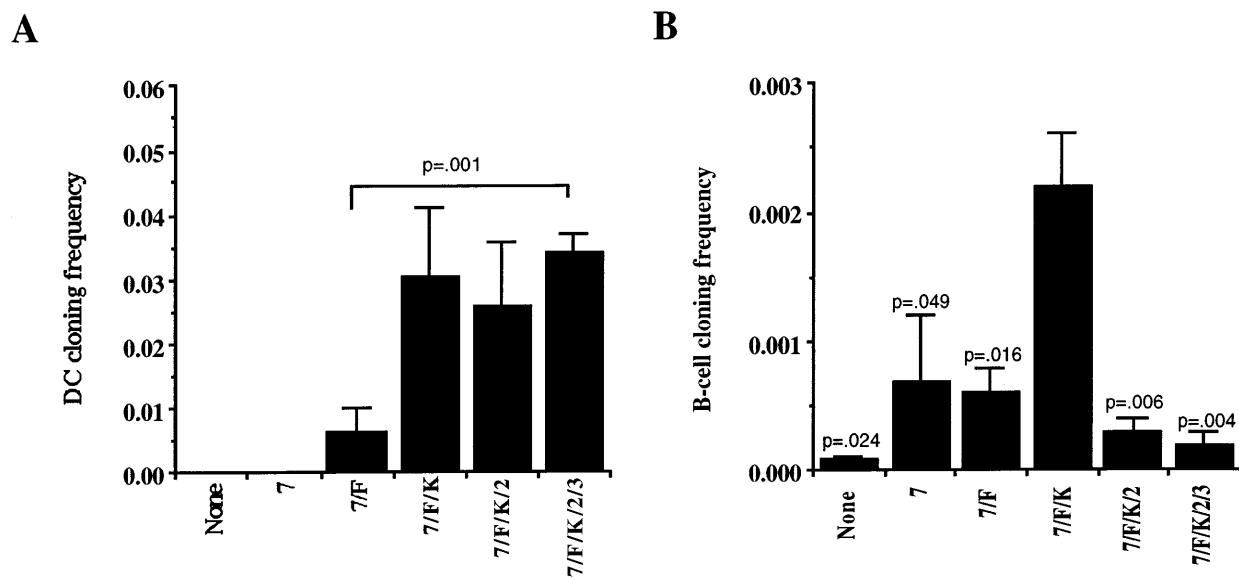 A
DC cloning frequency
0.06
0.05
0.04
0.03
0.02
0.01
0.00
p=.001
None
7
7/F
7/F/K
7/F/K/2
7/F/K/2/3
B
B-cell cloning frequency
0.003
0.002
0.001
0.000
p=.024
p=.049
p=.016
p=.006
p=.004
None
7
7/F
7/F/K
7/F/K/2
7/F/K/2/3